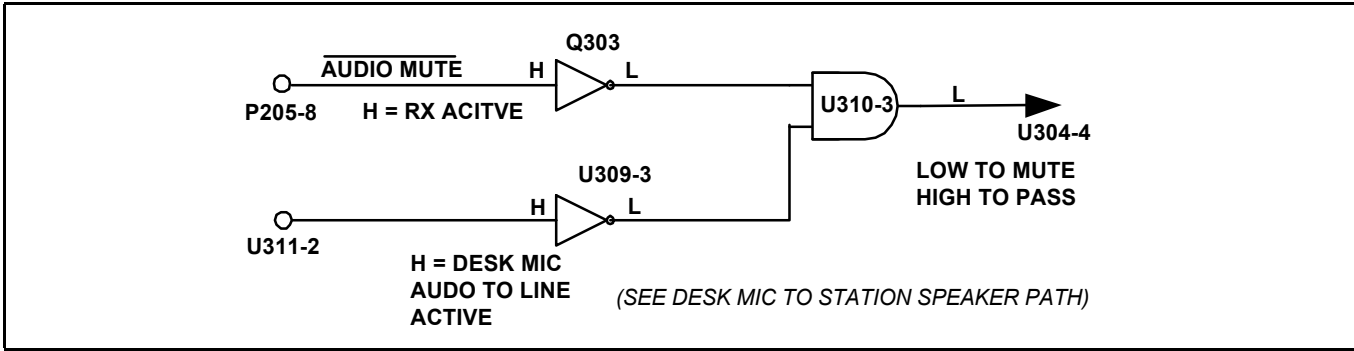 Q303
AUDIO MUTE
H
L
P205-8
H = RX ACITVE
U310-3
L
U304-4
LOW TO MUTE
HIGH TO PASS
U309-3
H
L
U311-2
H = DESK MIC
AUDO TO LINE
ACTIVE
(SEE DESK MIC TO STATION SPEAKER PATH)